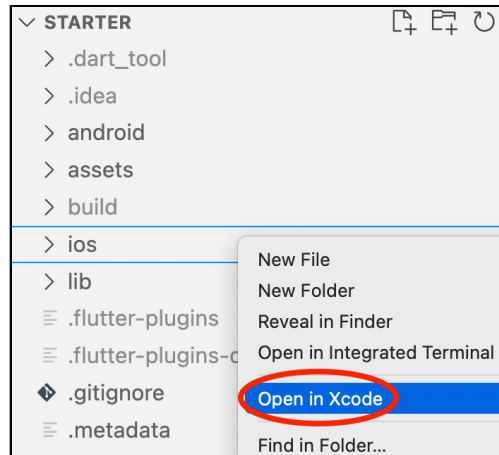 STARTER
.dart_tool
.idea
android
assets
build
ios
lib
.flutter-plugins
.flutter-plugins-d
.gitignore
.metadata
New File
New Folder
Reveal in Finder
Open in Integrated Terminal
Open in Xcode
Find in Folder...